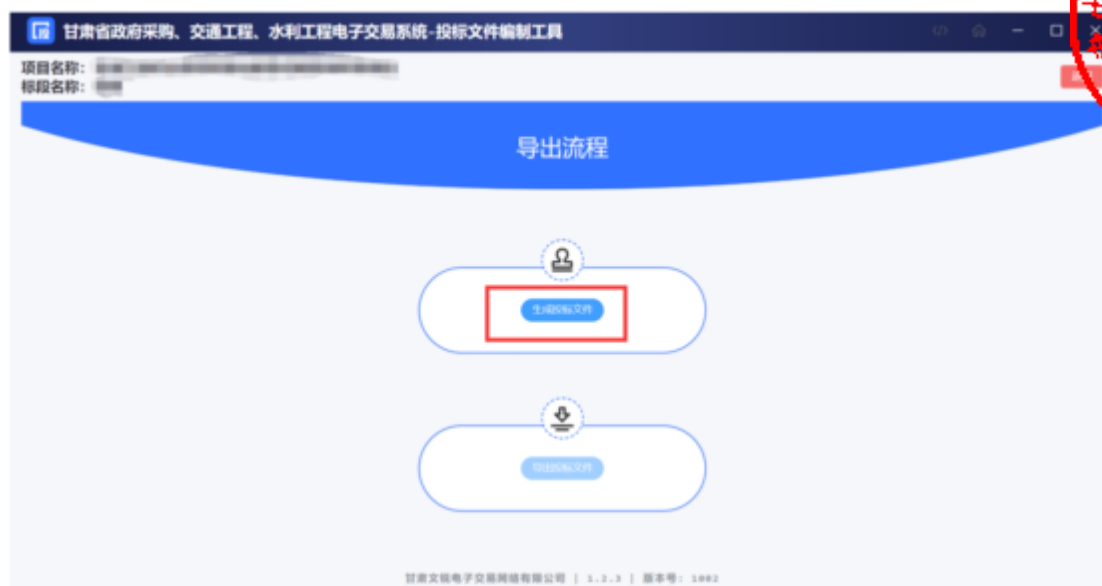 甘肃省政府采购、交通工程、水利工程电子交易系统-投标文件编制工具
项目名称：
标段名称：
导出流程
生成投标文件
导出投标文件
甘肃文锐电子交易网络有限公司 | 1.2.3 | 版本号: 1002